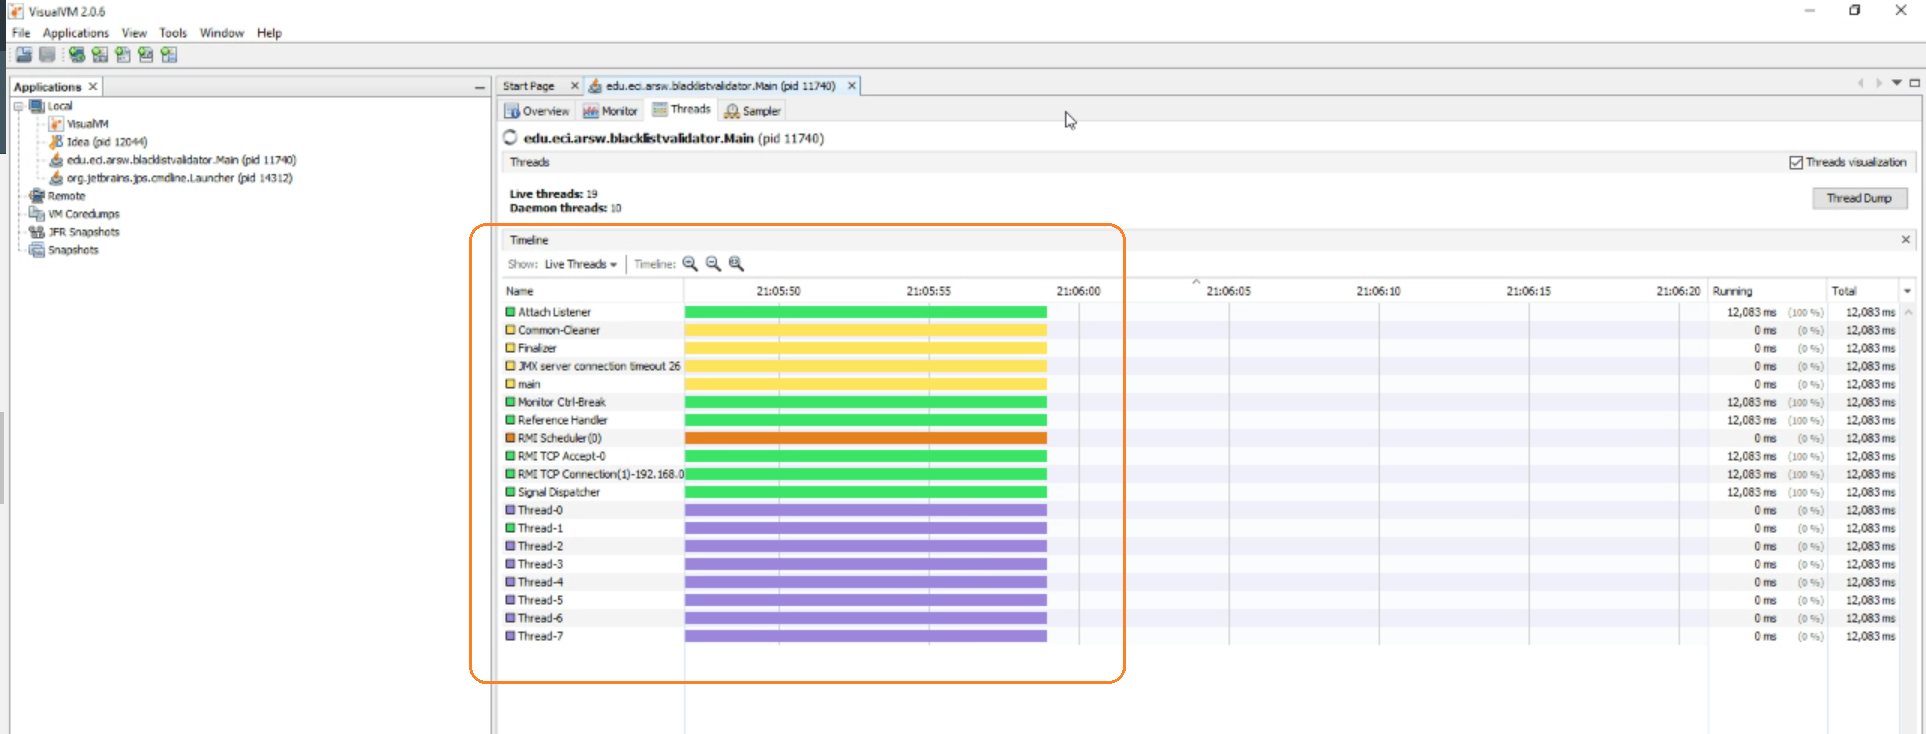 VisualVM 2.0.6
File Applications View Tools Window Help
Applications
Local
VisualVM
Idea (pid 12044)
edu.eci.arsw.blacklistvalidator.Main (pid 11740)
org.jetbrains.jps.cmdline.Launcher (pid 14312)
Remote
VM Coredumps
JFR Snapshots
Snapshots
Start Page edu.eci.arsw.blacklistvalidator.Main (pid 11740)
Overview Monitor Threads Sampler
edu.eci.arsw.blacklistvalidator.Main (pid 11740)
Threads Threads visualization
Live threads: 19
Daemon threads: 10
Thread Dump
Timeline
Show: Live Threads Timeline:
Name 21:05:50 21:05:55 21:06:00 21:06:05 21:06:10 21:06:15 21:06:20 Running Total
Attach Listener 12,083 ms (100 %) 12,083 ms
Common-Cleaner 0 ms (0 %) 12,083 ms
Finalizer 0 ms (0 %) 12,083 ms
JMX server connection timeout 26 0 ms (0 %) 12,083 ms
main 0 ms (0 %) 12,083 ms
Monitor Ctrl-Break 12,083 ms (100 %) 12,083 ms
Reference Handler 12,083 ms (100 %) 12,083 ms
RMI Scheduler(0) 0 ms (0 %) 12,083 ms
RMI TCP Accept-0 12,083 ms (100 %) 12,083 ms
RMI TCP Connection(1)-192.168.0 12,083 ms (100 %) 12,083 ms
Signal Dispatcher 12,083 ms (100 %) 12,083 ms
Thread-0 0 ms (0 %) 12,083 ms
Thread-1 0 ms (0 %) 12,083 ms
Thread-2 0 ms (0 %) 12,083 ms
Thread-3 0 ms (0 %) 12,083 ms
Thread-4 0 ms (0 %) 12,083 ms
Thread-5 0 ms (0 %) 12,083 ms
Thread-6 0 ms (0 %) 12,083 ms
Thread-7 0 ms (0 %) 12,083 ms